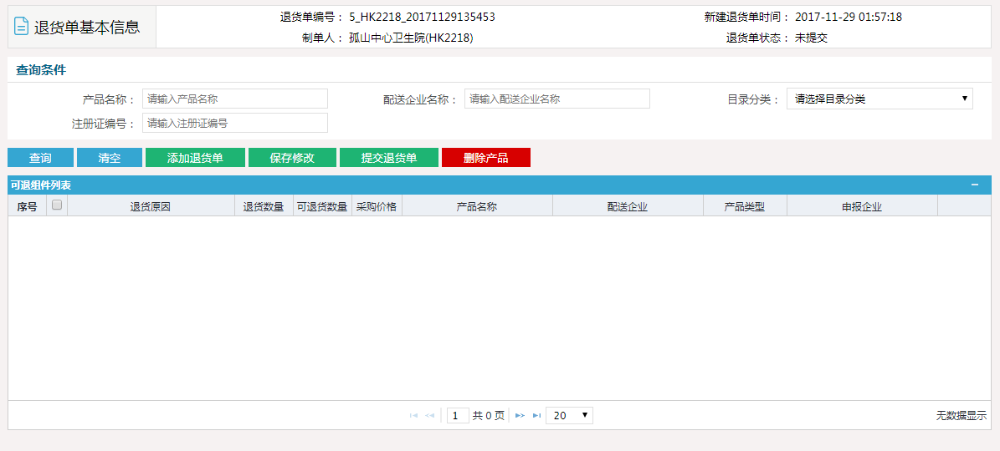 退货单基本信息
退货单编号： 5_HK2218_20171129135453 新建退货单时间： 2017-11-29 01:57:18
制单人： 孤山中心卫生院(HK2218) 退货单状态： 未提交
查询条件
产品名称： 请输入产品名称 配送企业名称： 请输入配送企业名称 目录分类： 请选择目录分类
注册证编号： 请输入注册证编号
查询 清空 添加退货单 保存修改 提交退货单 删除产品
可退组件列表
序号 退货原因 退货数量 可退货数量 采购价格 产品名称 配送企业 产品类型 申报企业
1 共 0 页 20 无数据显示